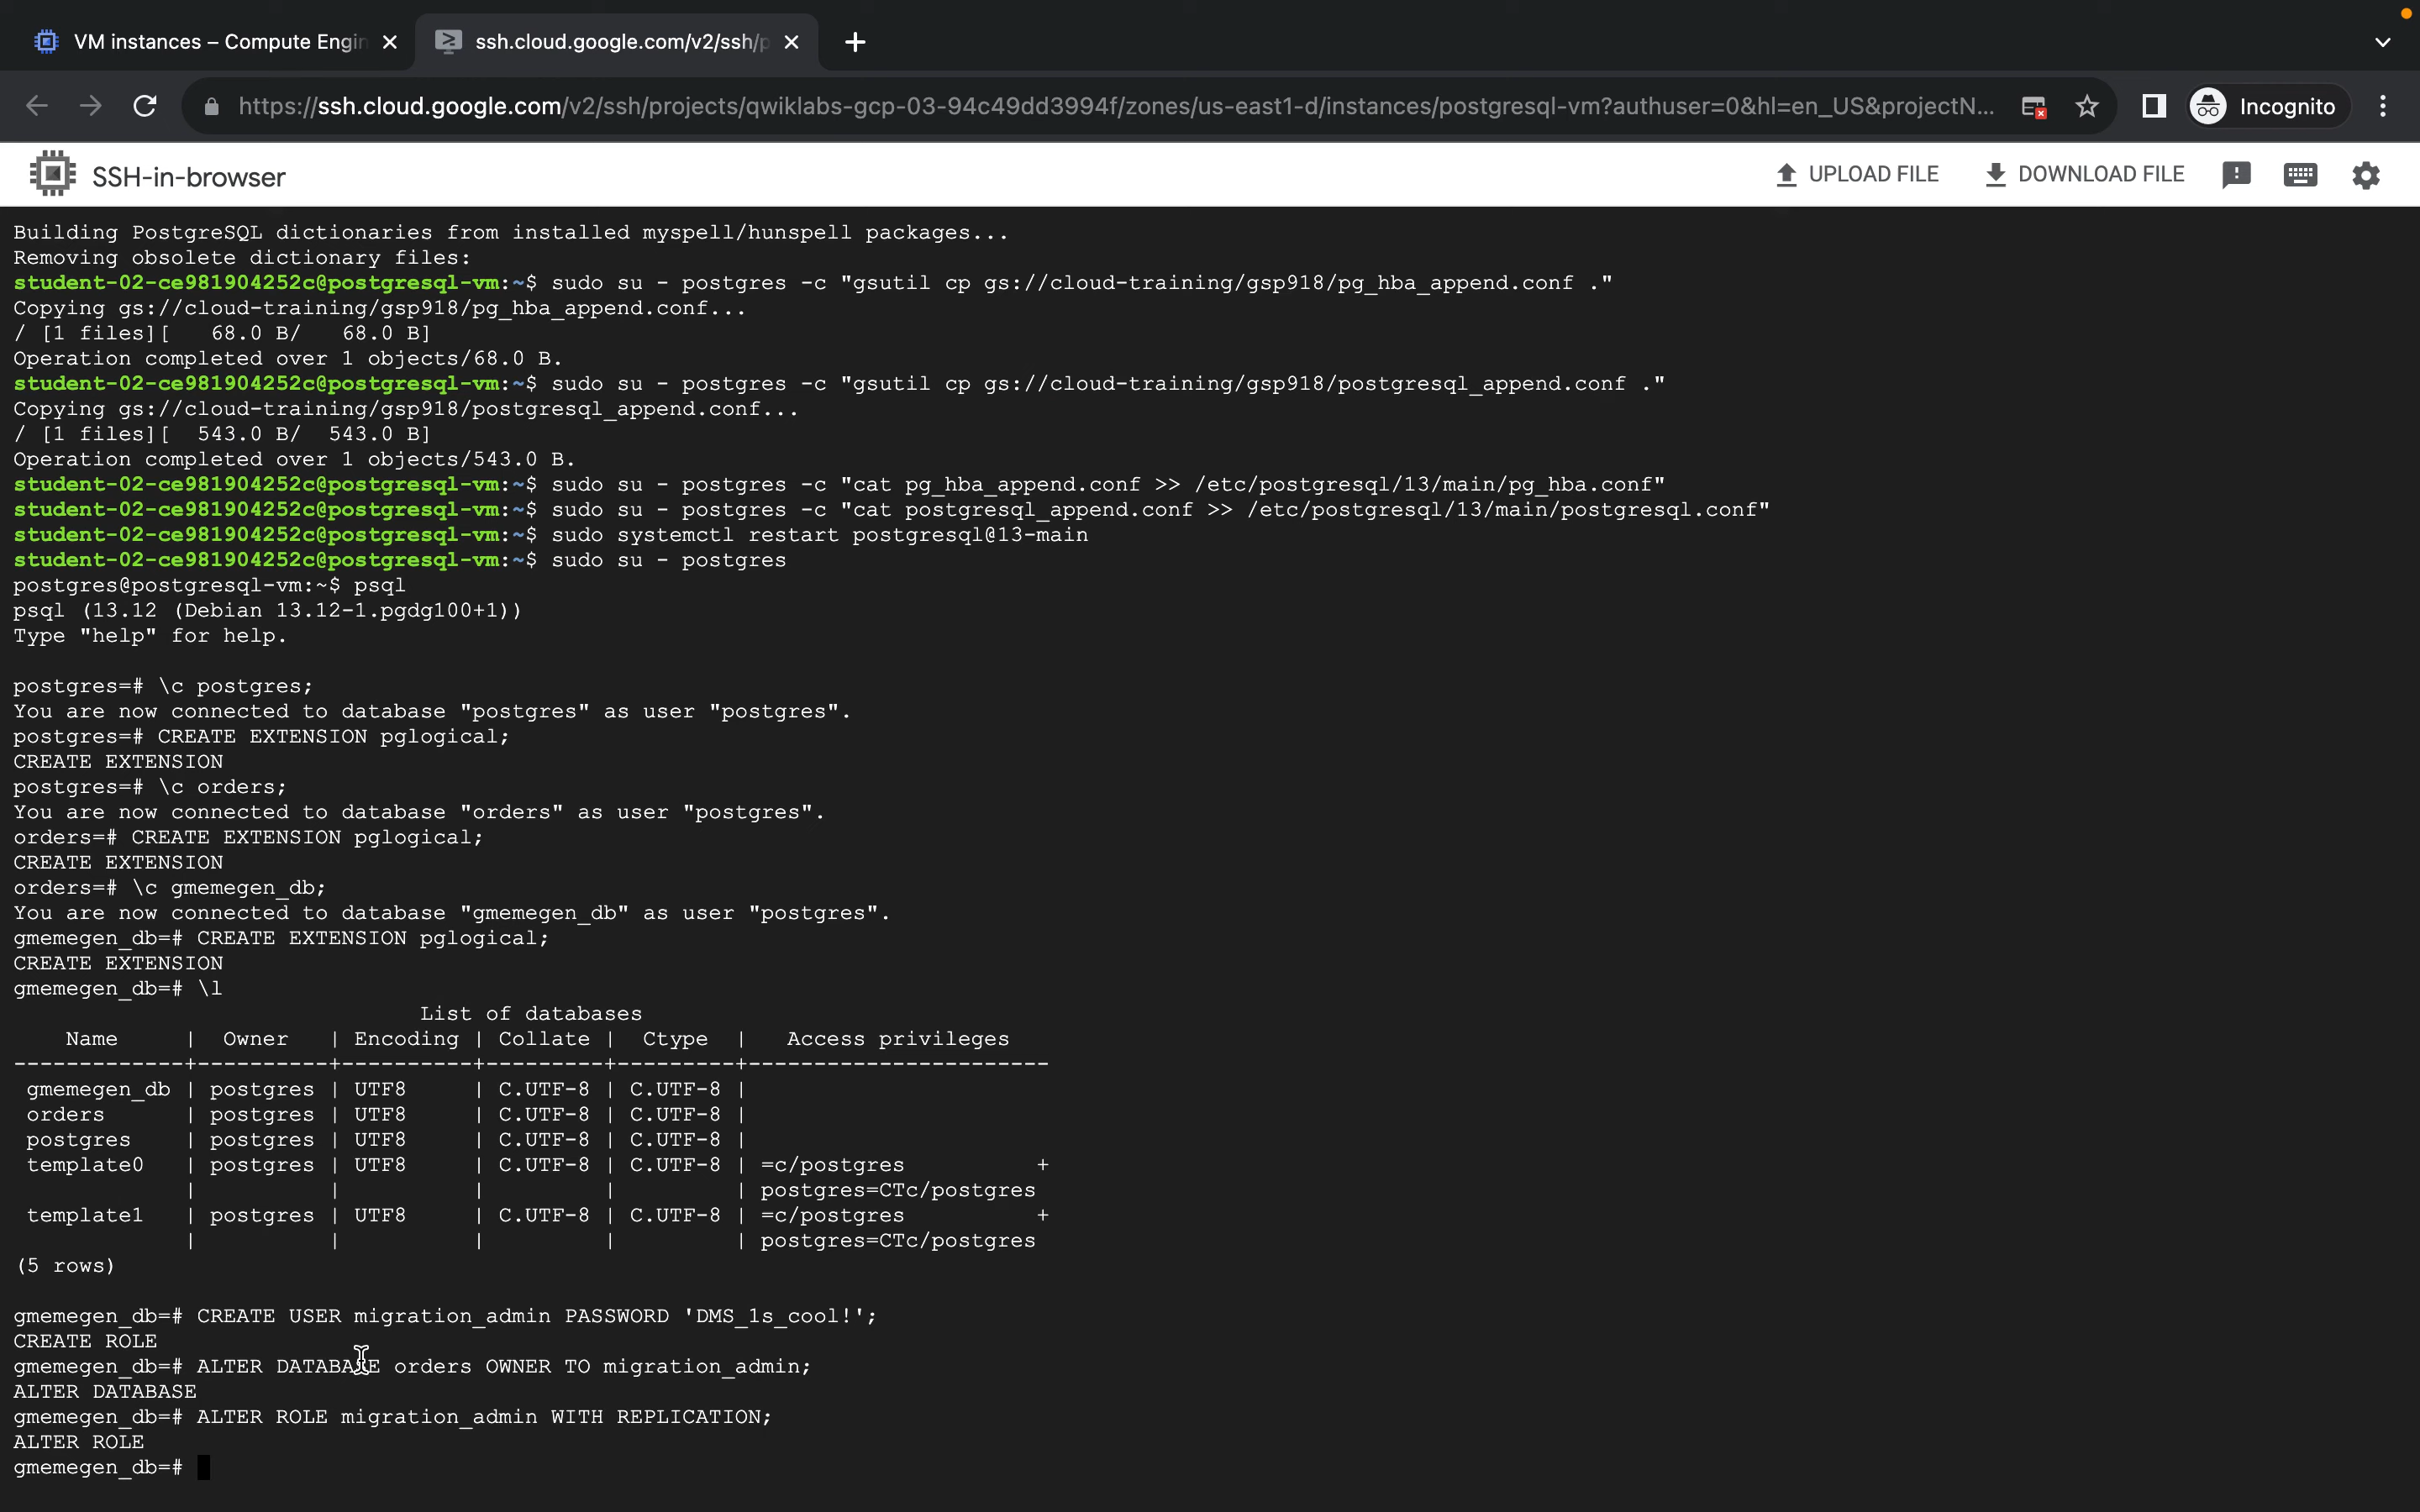 VM instances – Compute Engin
ssh.cloud.google.com/v2/ssh/p
https://ssh.cloud.google.com/v2/ssh/projects/qwiklabs-gcp-03-94c49dd3994f/zones/us-east1-d/instances/postgresql-vm?authuser=0&hl=en_US&projectN...
Incognito
SSH-in-browser
UPLOAD FILE
DOWNLOAD FILE
Building PostgreSQL dictionaries from installed myspell/hunspell packages...
Removing obsolete dictionary files:
student-02-ce981904252c@postgresql-vm:~$ sudo su - postgres -c "gsutil cp gs://cloud-training/gsp918/pg_hba_append.conf ."
Copying gs://cloud-training/gsp918/pg_hba_append.conf...
/ [1 files][   68.0 B/   68.0 B]
Operation completed over 1 objects/68.0 B.
student-02-ce981904252c@postgresql-vm:~$ sudo su - postgres -c "gsutil cp gs://cloud-training/gsp918/postgresql_append.conf ."
Copying gs://cloud-training/gsp918/postgresql_append.conf...
/ [1 files][  543.0 B/  543.0 B]
Operation completed over 1 objects/543.0 B.
student-02-ce981904252c@postgresql-vm:~$ sudo su - postgres -c "cat pg_hba_append.conf >> /etc/postgresql/13/main/pg_hba.conf"
student-02-ce981904252c@postgresql-vm:~$ sudo su - postgres -c "cat postgresql_append.conf >> /etc/postgresql/13/main/postgresql.conf"
student-02-ce981904252c@postgresql-vm:~$ sudo systemctl restart postgresql@13-main
student-02-ce981904252c@postgresql-vm:~$ sudo su - postgres
postgres@postgresql-vm:~$ psql
psql (13.12 (Debian 13.12-1.pgdg100+1))
Type "help" for help.
postgres=# \c postgres;
You are now connected to database "postgres" as user "postgres".
postgres=# CREATE EXTENSION pglogical;
CREATE EXTENSION
postgres=# \c orders;
You are now connected to database "orders" as user "postgres".
orders=# CREATE EXTENSION pglogical;
CREATE EXTENSION
orders=# \c gmemegen_db;
You are now connected to database "gmemegen_db" as user "postgres".
gmemegen_db=# CREATE EXTENSION pglogical;
CREATE EXTENSION
gmemegen_db=# \l
List of databases
Name | Owner | Encoding | Collate | Ctype | Access privileges
-------------+----------+----------+---------+---------+-----------------------
gmemegen_db | postgres | UTF8 | C.UTF-8 | C.UTF-8 |
orders | postgres | UTF8 | C.UTF-8 | C.UTF-8 |
postgres | postgres | UTF8 | C.UTF-8 | C.UTF-8 |
template0 | postgres | UTF8 | C.UTF-8 | C.UTF-8 | =c/postgres +
| | | | | postgres=CTc/postgres
template1 | postgres | UTF8 | C.UTF-8 | C.UTF-8 | =c/postgres +
| | | | | postgres=CTc/postgres
(5 rows)
gmemegen_db=# CREATE USER migration_admin PASSWORD 'DMS_1s_cool!';
CREATE ROLE
gmemegen_db=# ALTER DATABASE orders OWNER TO migration_admin;
ALTER DATABASE
gmemegen_db=# ALTER ROLE migration_admin WITH REPLICATION;
ALTER ROLE
gmemegen_db=#